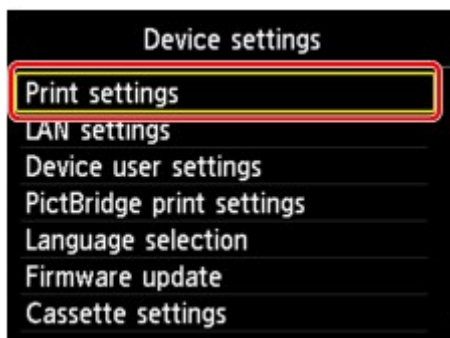 Device settings
Print settings
LAN settings
Device user settings
PictBridge print settings
Language selection
Firmware update
Cassette settings